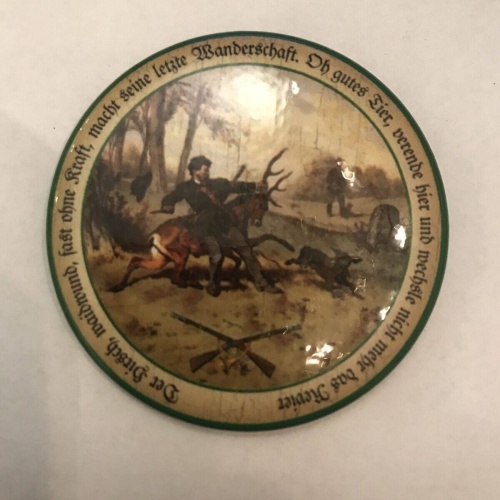 Der Hirsch, waidwund, fast ohne Kraft, macht seine letzte Wanderschaft. Oh gutes Tier, verende hier und wechsle nicht mehr das Revier